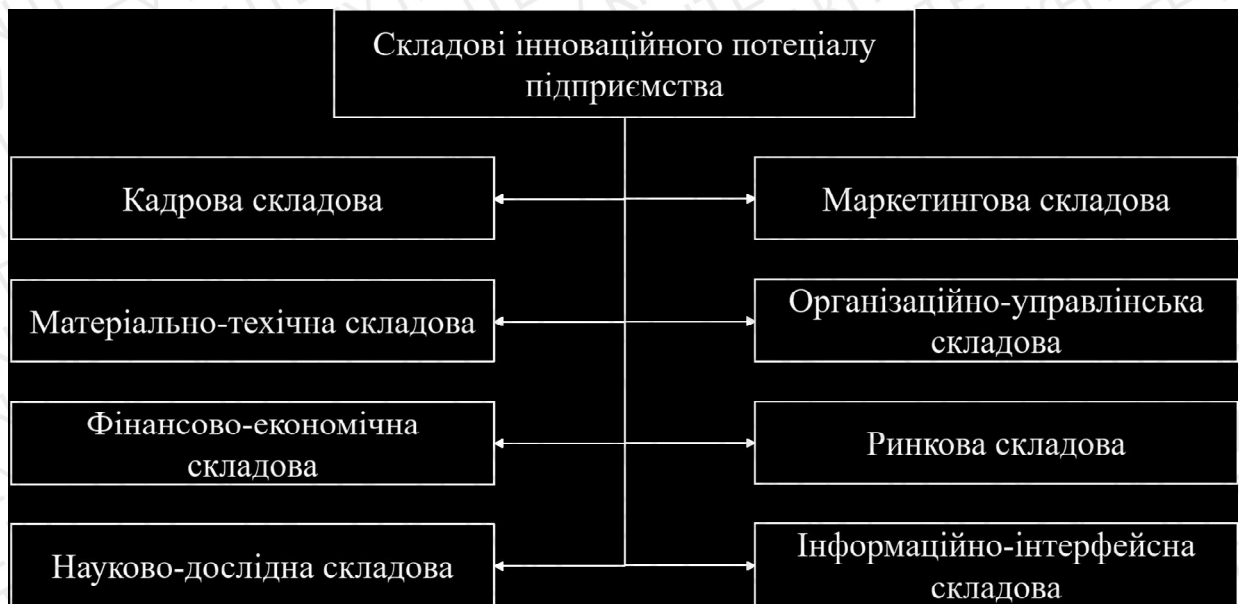 Складові інноваційного потеціалу
підприємства
Кадрова складова
Маркетингова складова
Матеріально-техічна складова
Організаційно-управлінська
складова
Фінансово-економічна
складова
Ринкова складова
Науково-дослідна складова
Інформаційно-інтерфейсна
складова